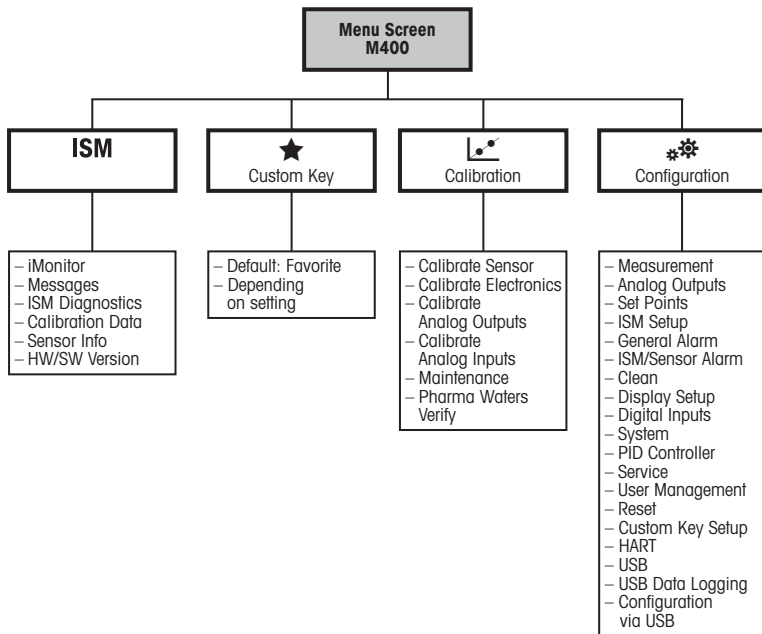 Menu Screen
M400
ISM
Custom Key
Calibration
Configuration
– iMonitor
– Messages
– ISM Diagnostics
– Calibration Data
– Sensor Info
– HW/SW Version
– Default: Favorite
– Depending
on setting
– Calibrate Sensor
– Calibrate Electronics
– Calibrate
Analog Outputs
– Calibrate
Analog Inputs
– Maintenance
– Pharma Waters
Verify
– Measurement
– Analog Outputs
– Set Points
– ISM Setup
– General Alarm
– ISM/Sensor Alarm
– Clean
– Display Setup
– Digital Inputs
– System
– PID Controller
– Service
– User Management
– Reset
– Custom Key Setup
– HART
– USB
– USB Data Logging
– Configuration
via USB